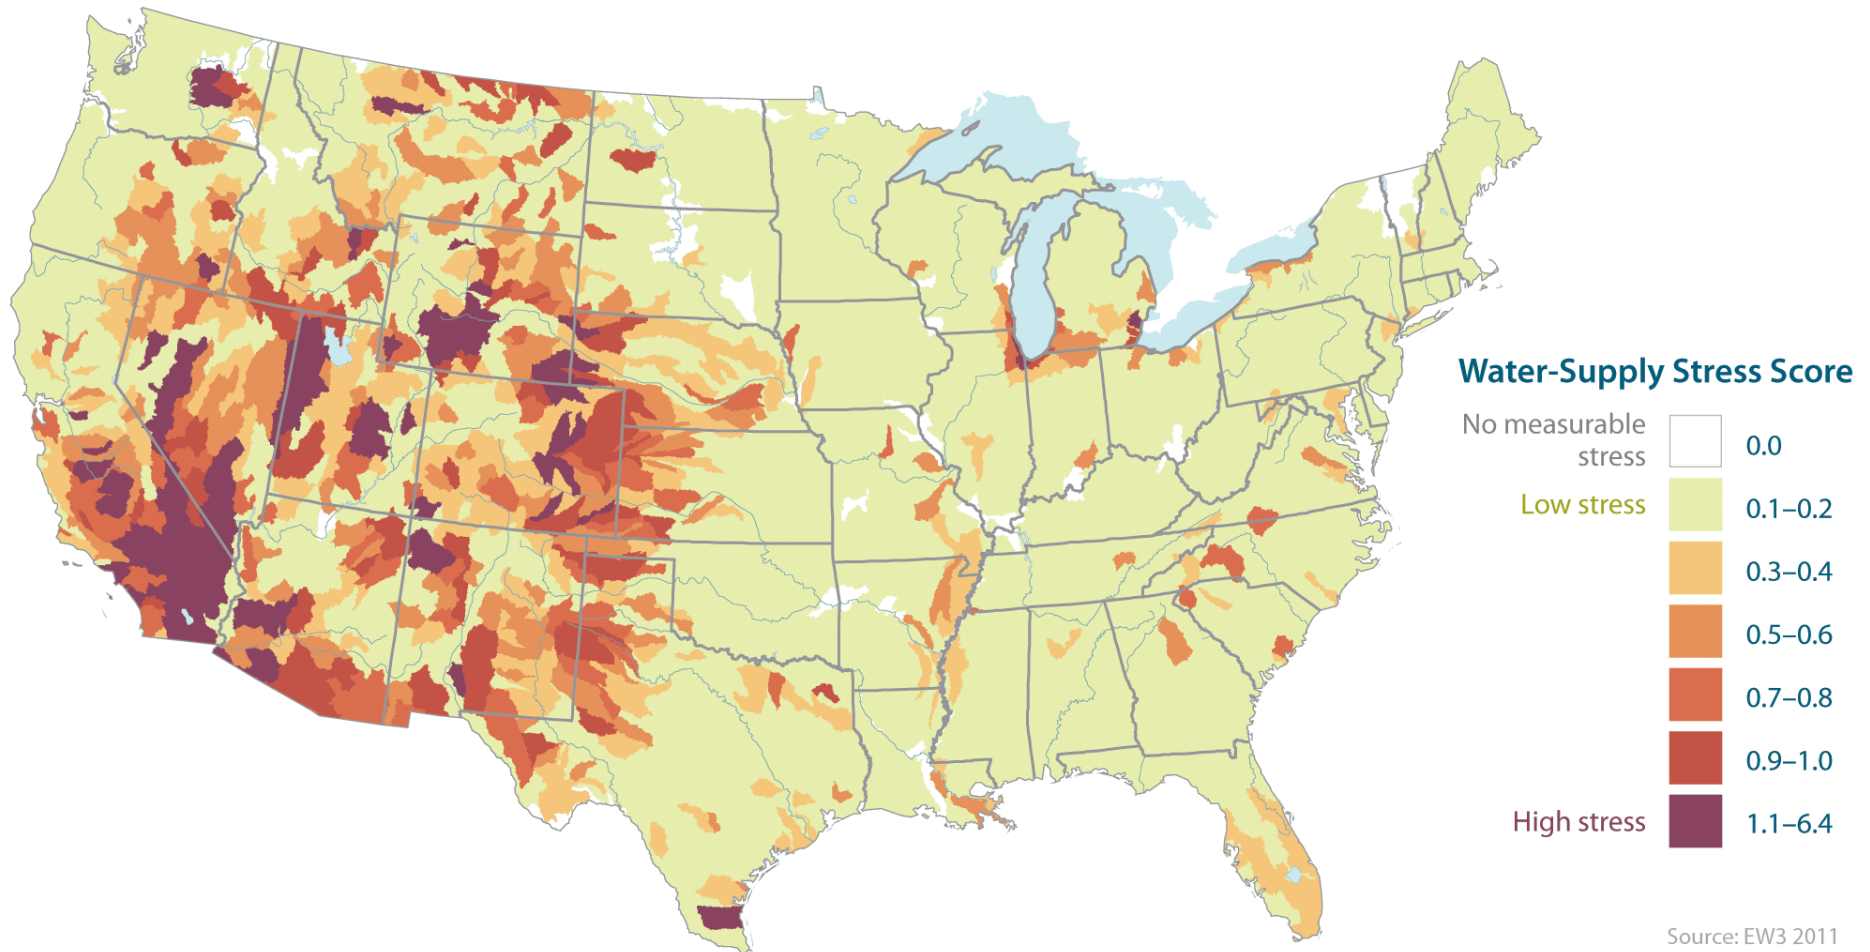 Water-Supply Stress Score
No measurable
stress
0.0
Low stress
0.1–0.2
0.3–0.4
0.5–0.6
0.7–0.8
0.9–1.0
High stress
1.1–6.4
Source: EW3 2011